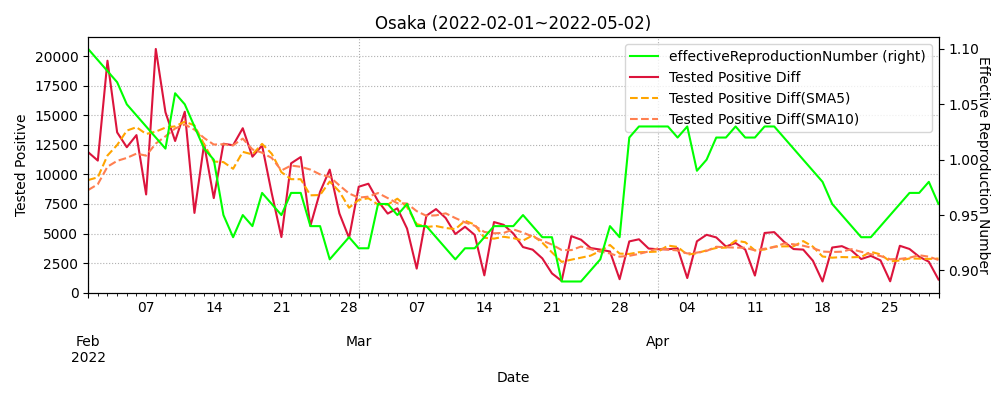 Osaka (2022-02-01~2022-05-02)
effectiveReproductionNumber (right)
Tested Positive Diff
Tested Positive Diff(SMA5)
Tested Positive Diff(SMA10)
Tested Positive
20000
17500
15000
12500
10000
7500
5000
2500
0
1.10
1.05
1.00
0.95
0.90
Effective Reproduction Number
07 14 21 28 07 14 21 28 04 11 18 25
Feb Mar Apr
2022
Date